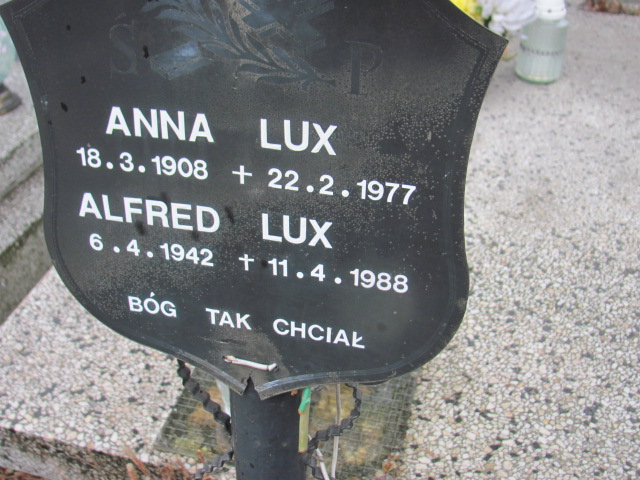 S P
ANNA LUX
18.3.1908 + 22.2.1977
ALFRED LUX
6.4.1942 + 11.4.1988
BÓG TAK CHCIAŁ